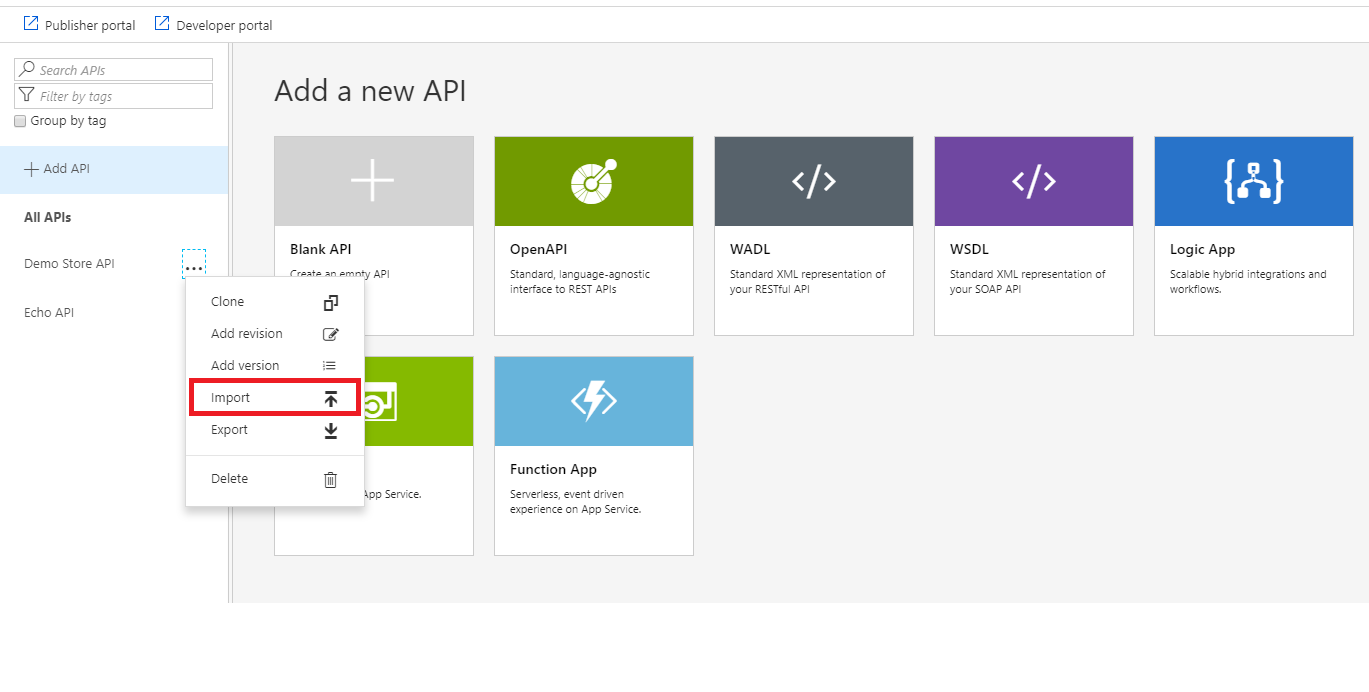 Publisher portal
Developer portal
Search APIs
Filter by tags
Group by tag
Add API
All APIs
Demo Store API
...
Echo API
Clone
Add revision
Add version
Import
Export
Delete
Add a new API
Blank API
Create an empty API
OpenAPI
Standard, language-agnostic
interface to REST APIs
WADL
Standard XML representation of
your RESTful API
WSDL
Standard XML representation of
your SOAP API
Logic App
Scalable hybrid integrations and
workflows.
App Service.
Function App
Serverless, event driven
experience on App Service.